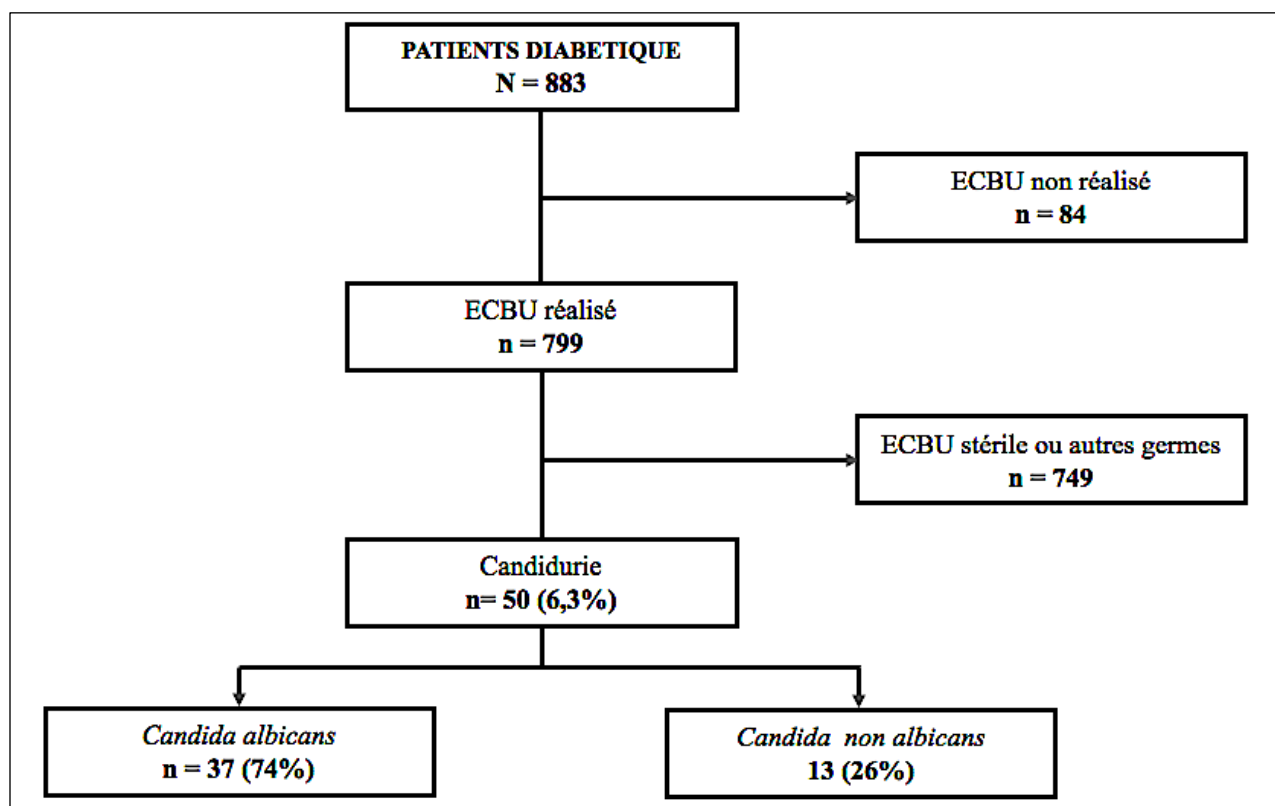 PATIENTS DIABETIQUE
N = 883
ECBU non réalisé
n = 84
ECBU réalisé
n = 799
ECBU stérile ou autres germes
n = 749
Candidurie
n= 50 (6,3%)
Candida albicans
n = 37 (74%)
Candida non albicans
13 (26%)